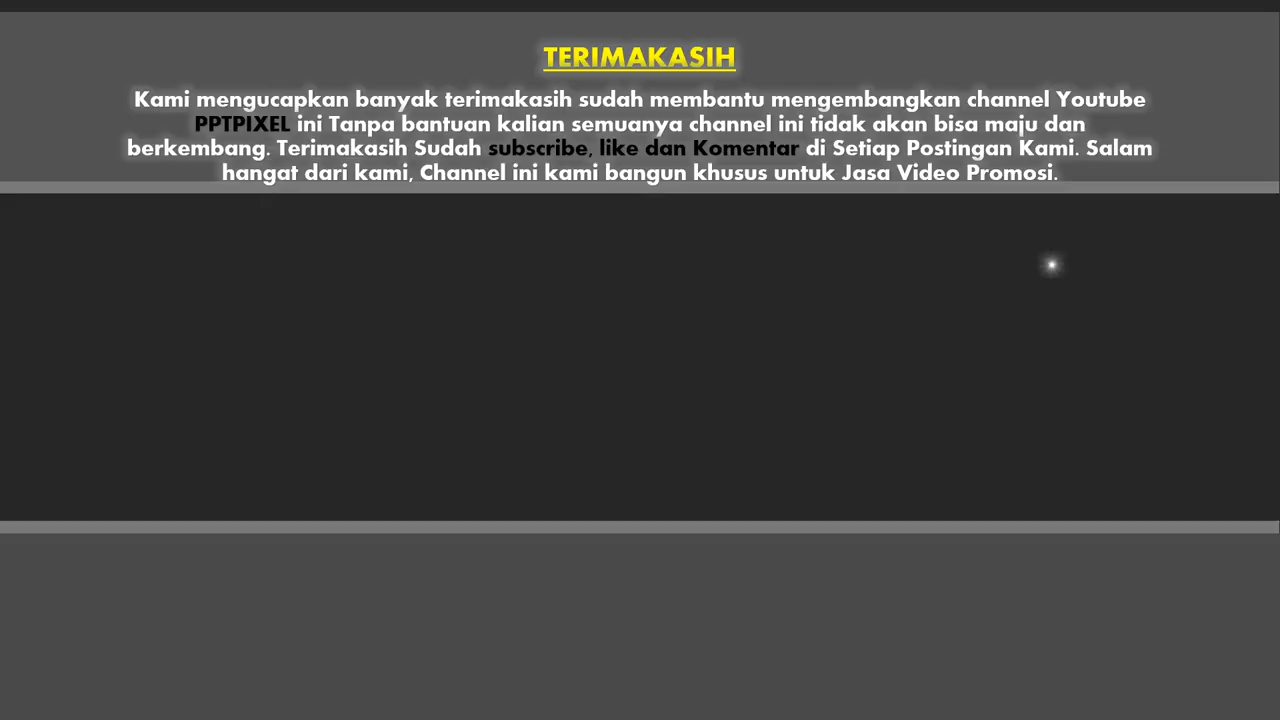 TERIMAKASIH
Kami mengucapkan banyak terimakasih sudah membantu mengembangkan channel Youtube
PPTPIXEL ini Tanpa bantuan kalian semuanya channel ini tidak akan bisa maju dan
berkembang. Terimakasih Sudah subscribe, like dan Komentar di Setiap Postingan Kami. Salam
hangat dari kami, Channel ini kami bangun khusus untuk Jasa Video Promosi.